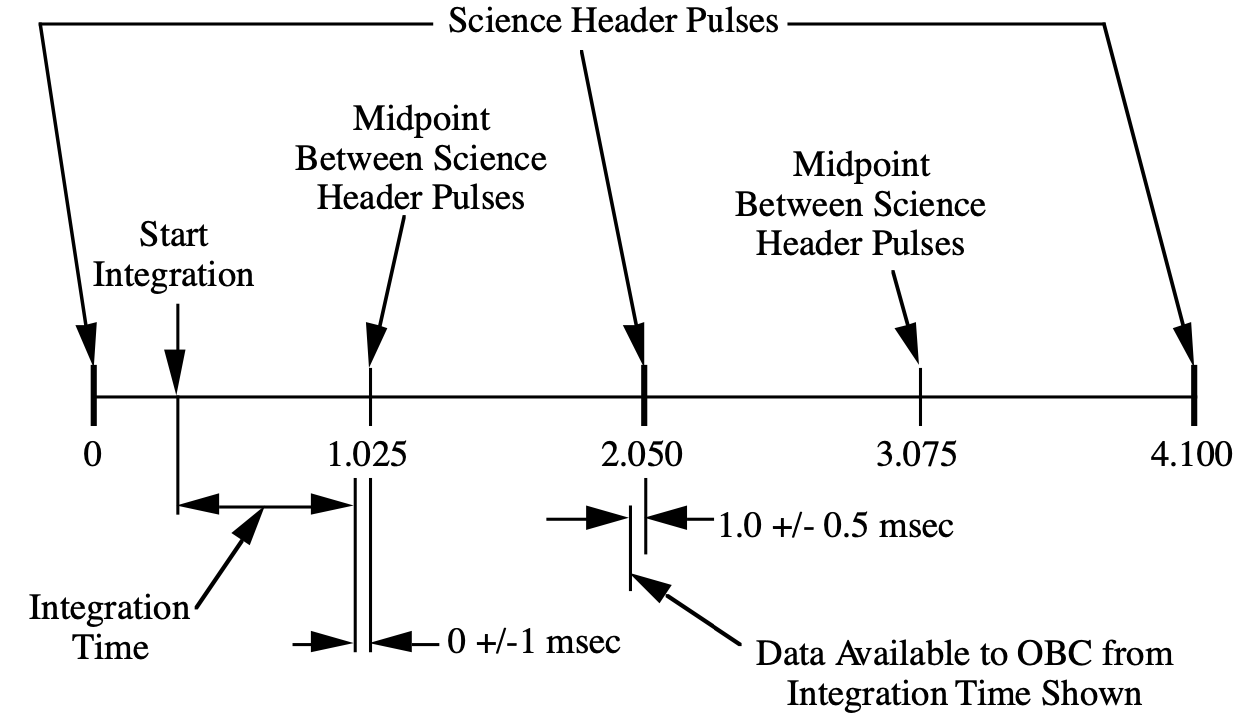 Science Header Pulses
Midpoint
Between Science
Header Pulses
Midpoint
Between Science
Header Pulses
Start
Integration
0
1.025
2.050
3.075
4.100
1.0 +/- 0.5 msec
Integration
Time
0 +/-1 msec
Data Available to OBC from
Integration Time Shown